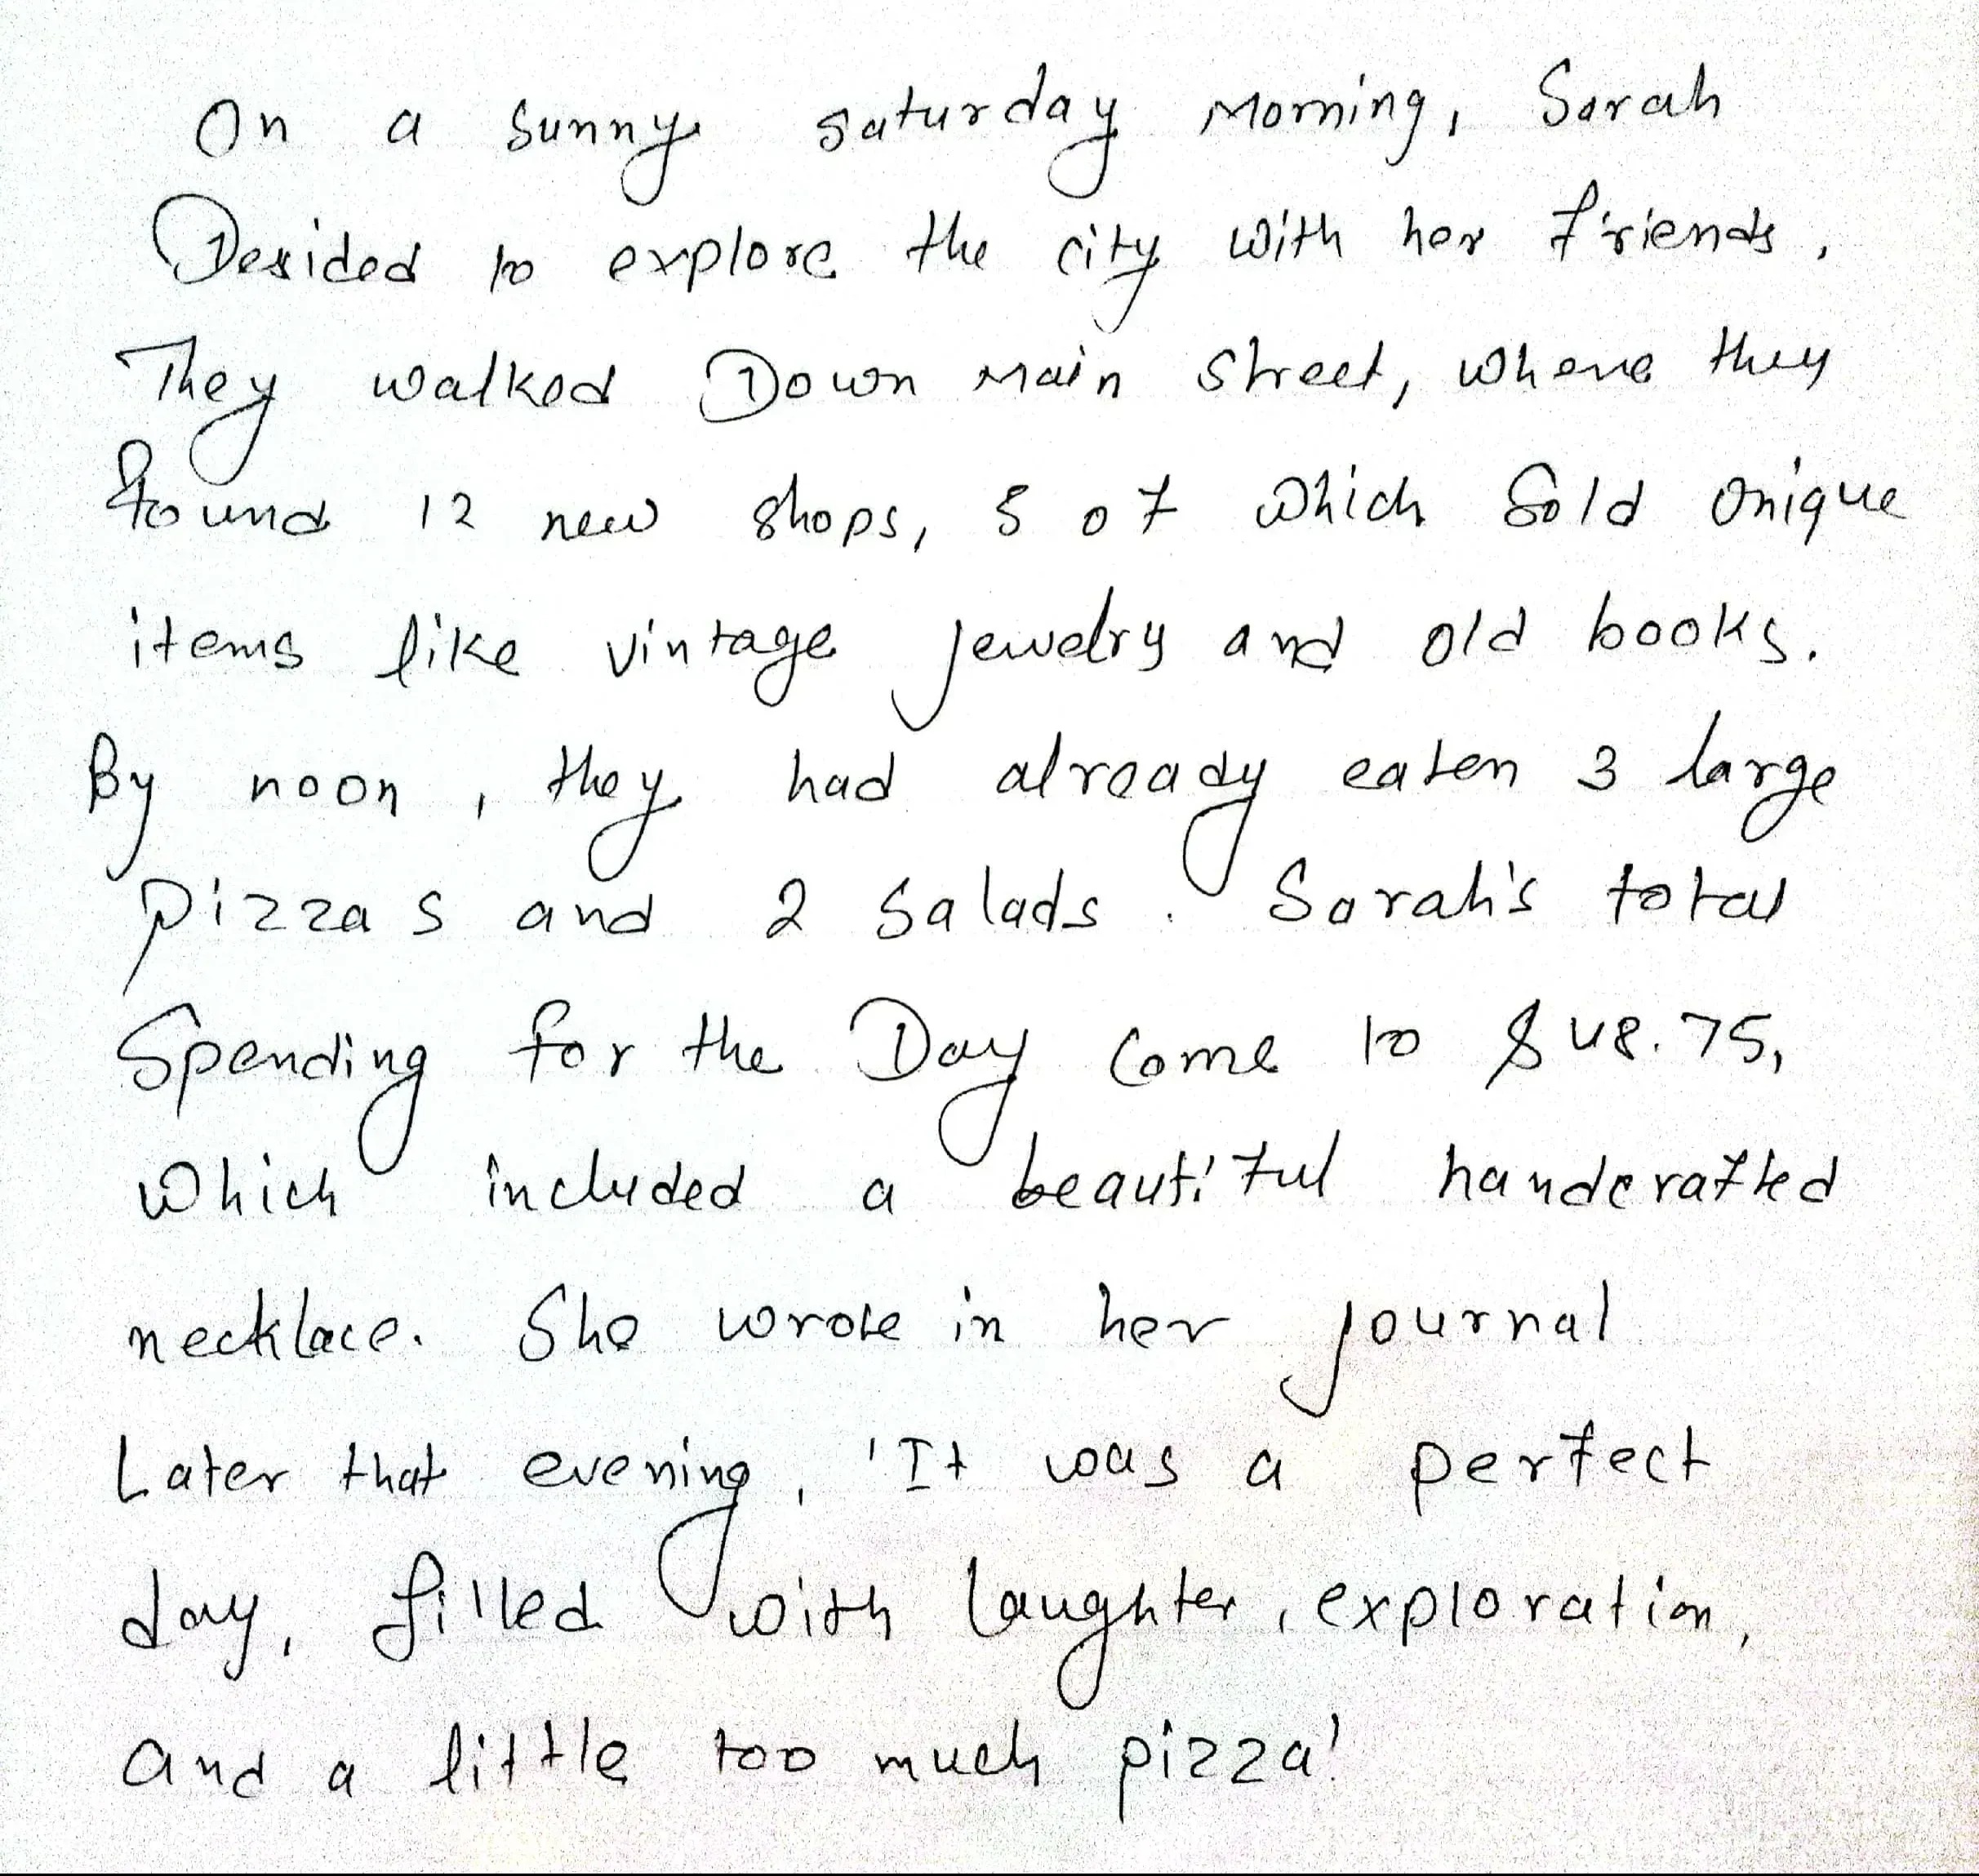 On a sunny saturday Morning, Sarah
Desided to explore the city with her friends.
They walked Down main street, where they
found 12 new shops, 5 of which Sold Unique
items like vintage jewelry and old books.
By noon, they had already eaten 3 large
pizzas and 2 salads. Sarah's total
Spending for the Day come to $48.75,
which included a beautiful handcrafted
necklace. She wrote in her journal
Later that evening, 'It was a perfect
day, filled with laughter, exploration,
and a little too much pizza!